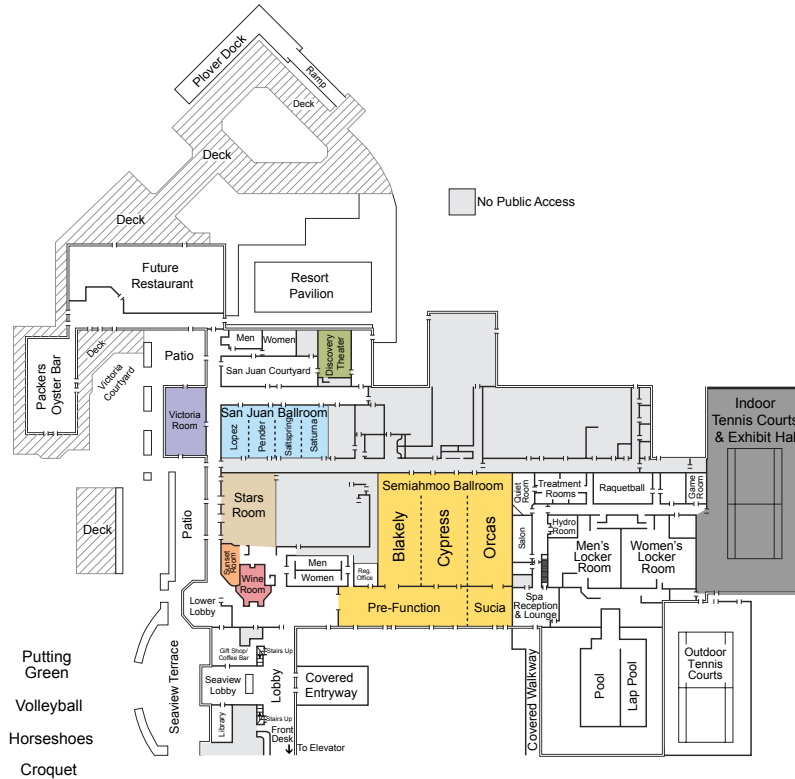 Plover Dock
Ramp
Deck
Deck
Deck
No Public Access
Future
Restaurant
Resort
Pavilion
Packers
Oyster Bar
Deck
Victoria
Courtyard
Patio
Men
Women
Discovery
Theater
San Juan Courtyard
Victoria
Room
San Juan Ballroom
Lopez
Pender
Saltspring
Saturna
Indoor
Tennis Courts
& Exhibit Hall
Deck
Patio
Stars
Room
Semiahmoo Ballroom
Blakely
Cypress
Orcas
Quiet
Room
Treatment
Rooms
Raquetball
Game
Room
Salon
Hydro
Room
Men's
Locker
Room
Women's
Locker
Room
Sunset
Room
Wine
Room
Men
Women
Reg.
Office
Lower
Lobby
Pre-Function
Sucia
Spa
Reception
& Lounge
Putting
Green
Volleyball
Horseshoes
Croquet
Seaview Terrace
Gift Shop/
Coffee Bar
Stairs Up
Seaview
Lobby
Lobby
Covered
Entryway
Library
Stairs Up
Front
Desk
To Elevator
Covered Walkway
Pool
Lap Pool
Outdoor
Tennis
Courts